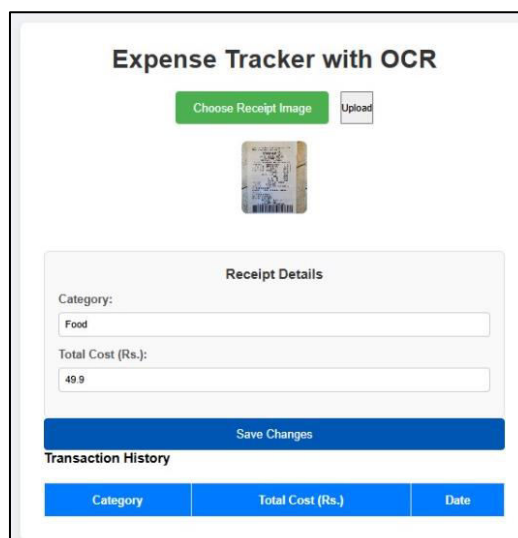 Expense Tracker with OCR
Choose Receipt Image Upload
Receipt Details
Category:
Food
Total Cost (Rs.):
49.9
Save Changes
Transaction History
Category Total Cost (Rs.) Date